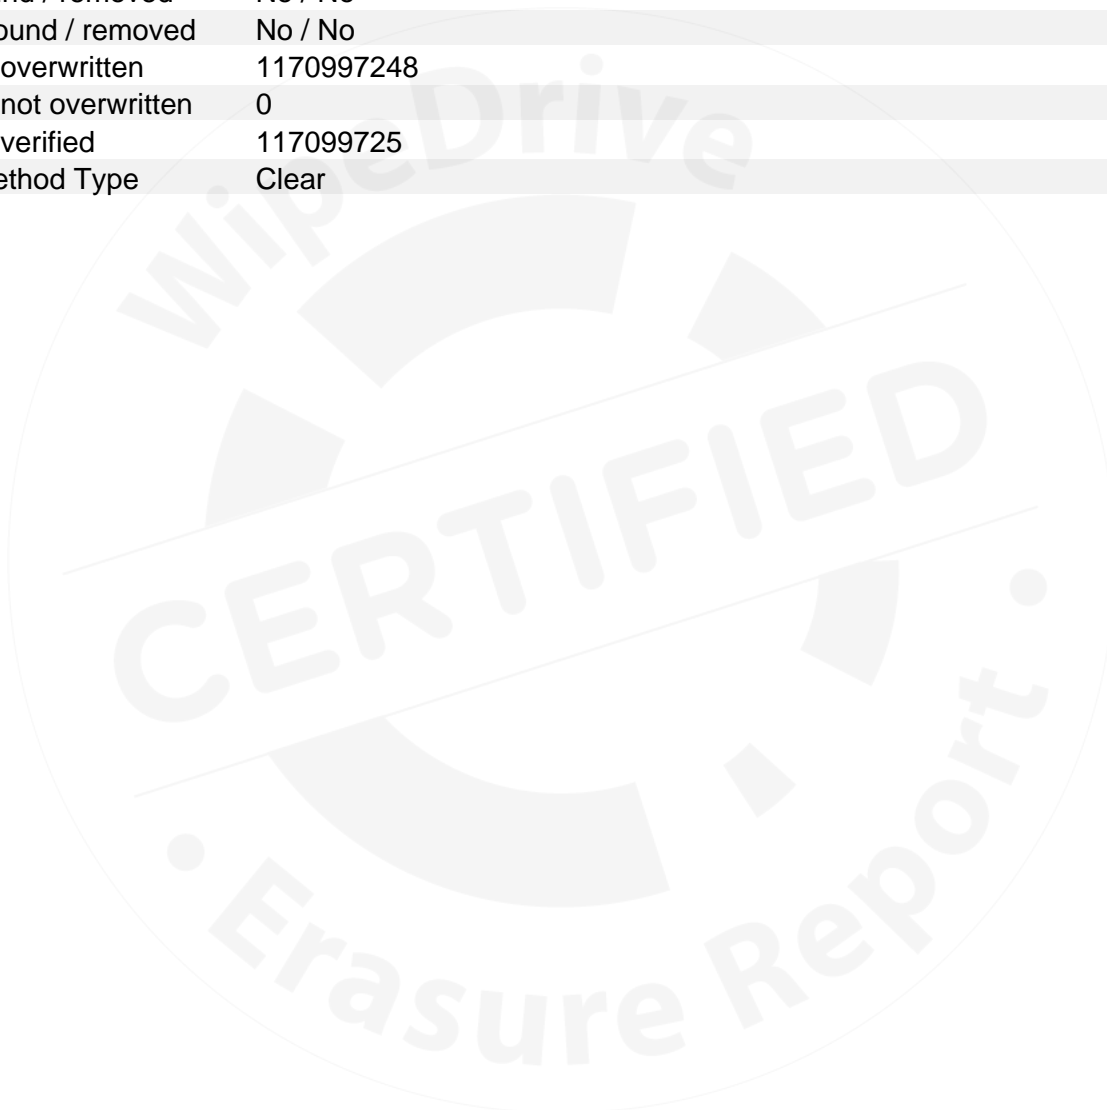 ound / removed No / No
overwritten 1170997248
not overwritten 0
verified 117099725
ethod Type Clear
WipeDrive
CERTIFIED
Erasure Report